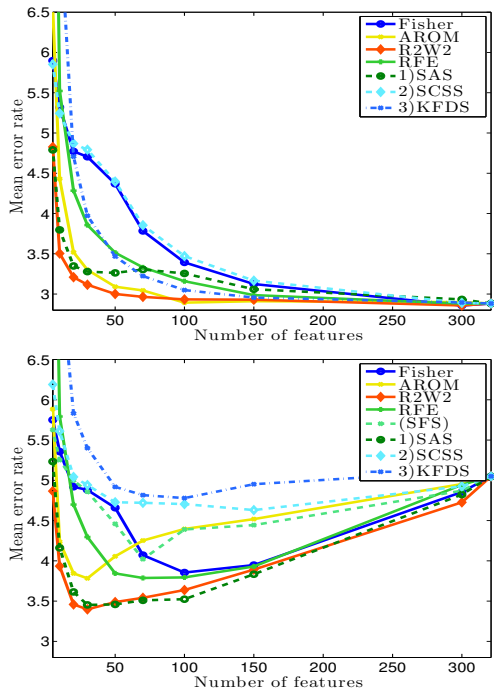 6.5
6
5.5
5
4.5
4
3.5
3
Mean error rate
50
100
150
200
250
300
Number of features
Fisher
AROM
R2W2
RFE
1)SAS
2)SCSS
3)KFDS
6.5
6
5.5
5
4.5
4
3.5
3
Mean error rate
50
100
150
200
250
300
Number of features
Fisher
AROM
R2W2
RFE
(SFS)
1)SAS
2)SCSS
3)KFDS